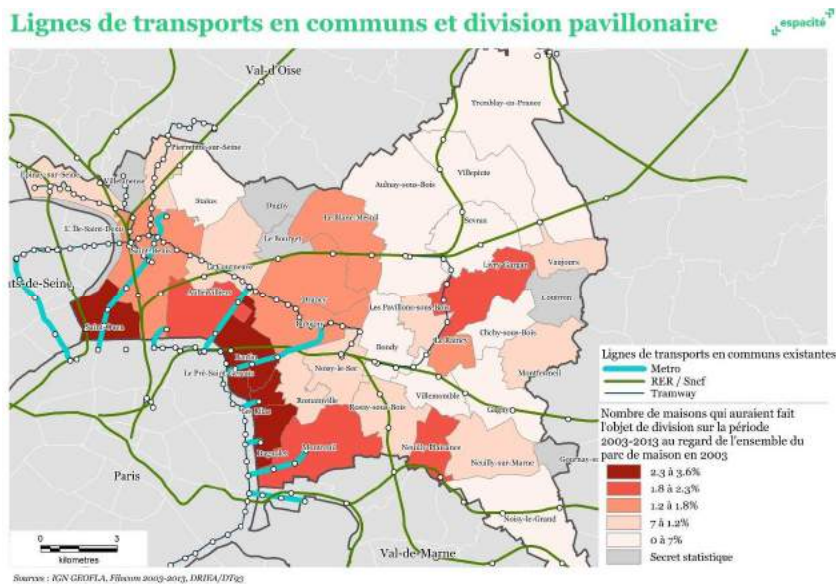 Lignes de transports en communs et division pavillonaire
espacité
Val-d'Oise
Tremblay-en-France
Pierrefitte-sur-Seine
Epinay-sur-Seine
Villetaneuse
Villepinte
Aulnay-sous-Bois
Stains
Dugny
Le Blanc-Mesnil
Sevran
L' Ile-Saint-Denis
Le Bourget
Saint-Denis
Livry-Gargan
Vaujours
La Courneuve
uts-de-Seine
Coubron
Aubervilliers
Drancy
Les Pavillons-sous-Bois
Saint-Ouen
Bobigny
Clichy-sous-Bois
Le Raincy
Pantin
Bondy
Montfermeil
Le Pré-Saint-Gervais
Noisy-le-Sec
Villemomble
Romainville
Gagny
Les Lilas
Rosny-sous-Bois
Bagnolet
Montreuil
Neuilly-Plaisance
Neuilly-sur-Marne
Gournay-s
Paris
Noisy-le-Grand
Val-de-Marne
Lignes de transports en communs existantes
Metro
RER / Sncf
Tramway
Nombre de maisons qui auraient fait
l'objet de division sur la période
2003-2013 au regard de l'ensemble du
parc de maison en 2003
2.3 à 3.6%
1.8 à 2.3%
1.2 à 1.8%
7 à 1.2%
0 à 7%
Secret statistique
0 3
kilometres
Sources : IGN GEOFLA, Filocom 2003-2013, DRIEA/DT93